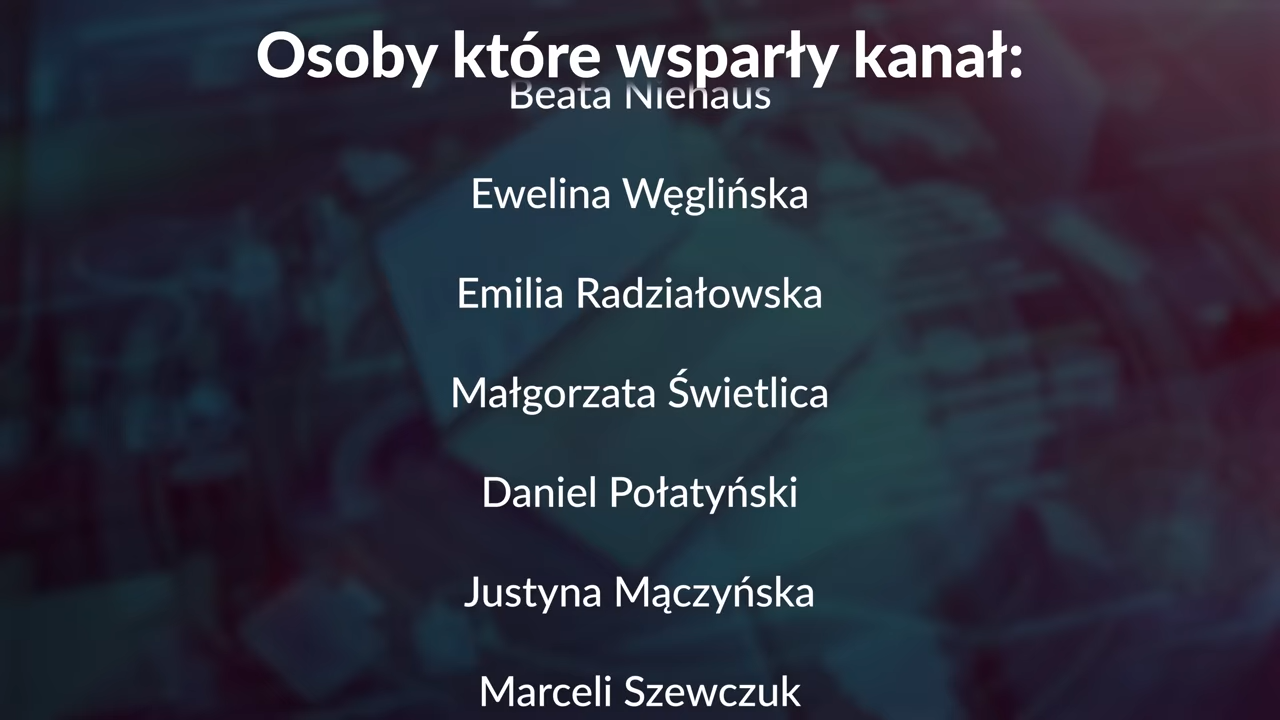 Osoby które wsparły kanał:
Beata Niehaus
Ewelina Węglińska
Emilia Radziałowska
Małgorzata Świetlica
Daniel Połatyński
Justyna Mączyńska
Marceli Szewczuk